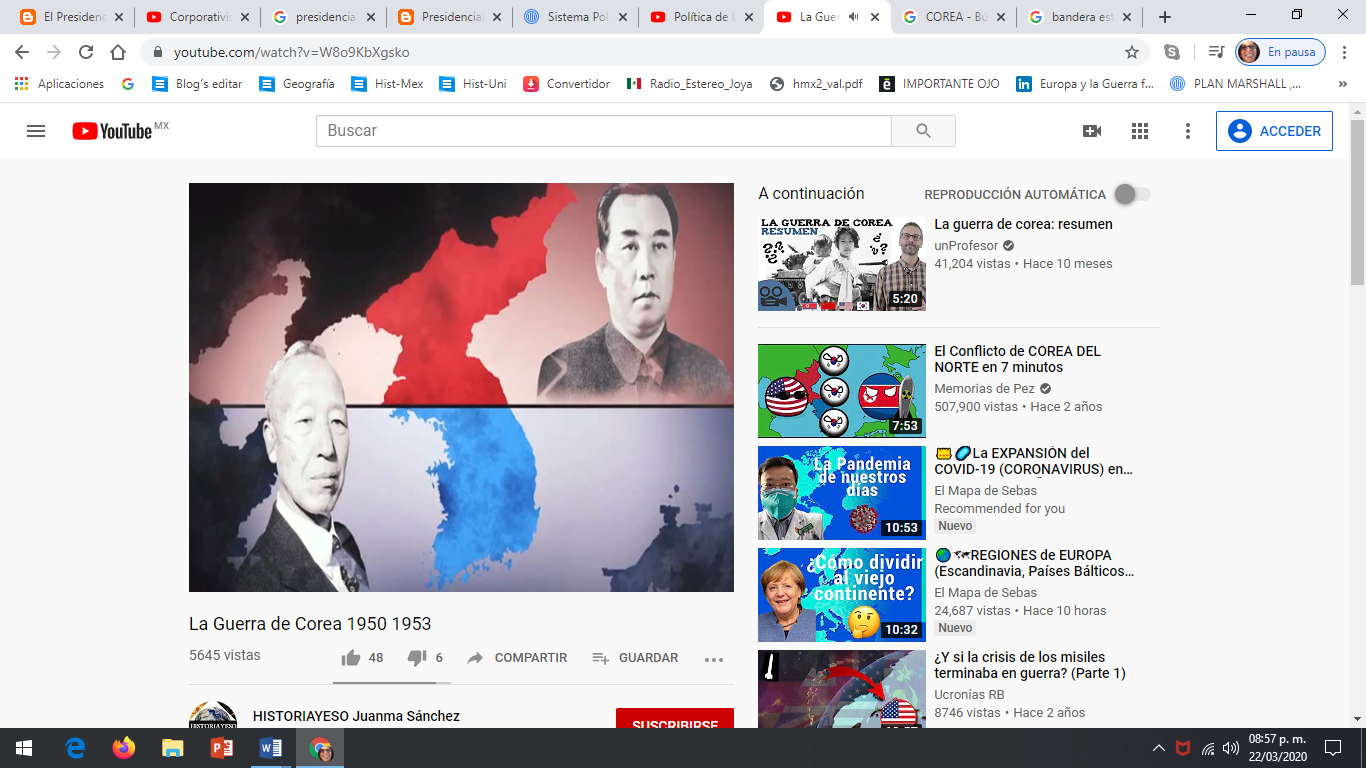 El Presidenc
Corporativis
presidencial
Presidencial
Sistema Pol
Política de l
La Guer
COREA - Bú
bandera est
youtube.com/watch?v=W8o9KbXgsko
En pausa
Aplicaciones
Blog´s editar
Geografía
Hist-Mex
Hist-Uni
Convertidor
Radio_Estereo_Joya
hmx2_val.pdf
IMPORTANTE OJO
Europa y la Guerra f...
PLAN MARSHALL ,...
YouTube MX
Buscar
ACCEDER
La Guerra de Corea 1950 1953
5645 vistas
48
6
COMPARTIR
GUARDAR
HISTORIAYESO
HISTORIAYESO Juanma Sánchez
SUSCRIBIRSE
A continuación
REPRODUCCIÓN AUTOMÁTICA
LA GUERRA DE COREA
RESUMEN
5:20
La guerra de corea: resumen
unProfesor
41,204 vistas • Hace 10 meses
7:53
El Conflicto de COREA DEL
NORTE en 7 minutos
Memorias de Pez
507,900 vistas • Hace 2 años
La Pandemia
de nuestros
días
10:53
La EXPANSIÓN del
COVID-19 (CORONAVIRUS) en...
El Mapa de Sebas
Recommended for you
Nuevo
¿Cómo dividir
al viejo
continente?
10:32
REGIONES de EUROPA
(Escandinavia, Países Bálticos...
El Mapa de Sebas
24,687 vistas • Hace 10 horas
Nuevo
¿Y si la crisis de los misiles
terminaba en guerra? (Parte 1)
Ucronías RB
8746 vistas • Hace 2 años
08:57 p. m.
22/03/2020